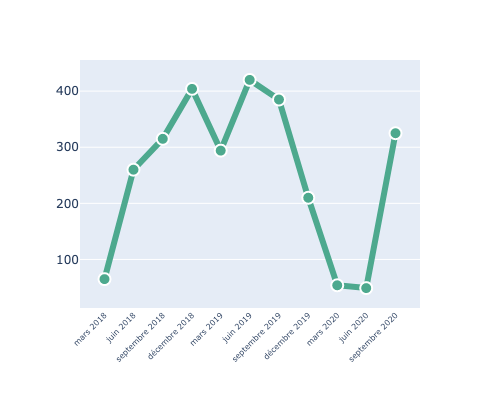 400
300
200
100
mars 2018
juin 2018
septembre 2018
décembre 2018
mars 2019
juin 2019
septembre 2019
décembre 2019
mars 2020
juin 2020
septembre 2020